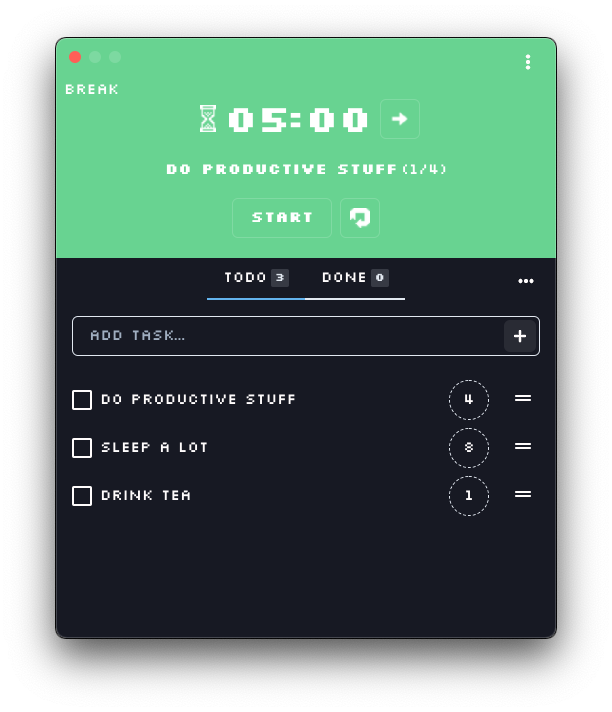 BREAK
05:00
DO PRODUCTIVE STUFF (1/4)
START
TODO 3 DONE 0
ADD TASK...
DO PRODUCTIVE STUFF 4
SLEEP A LOT 8
DRINK TEA 1